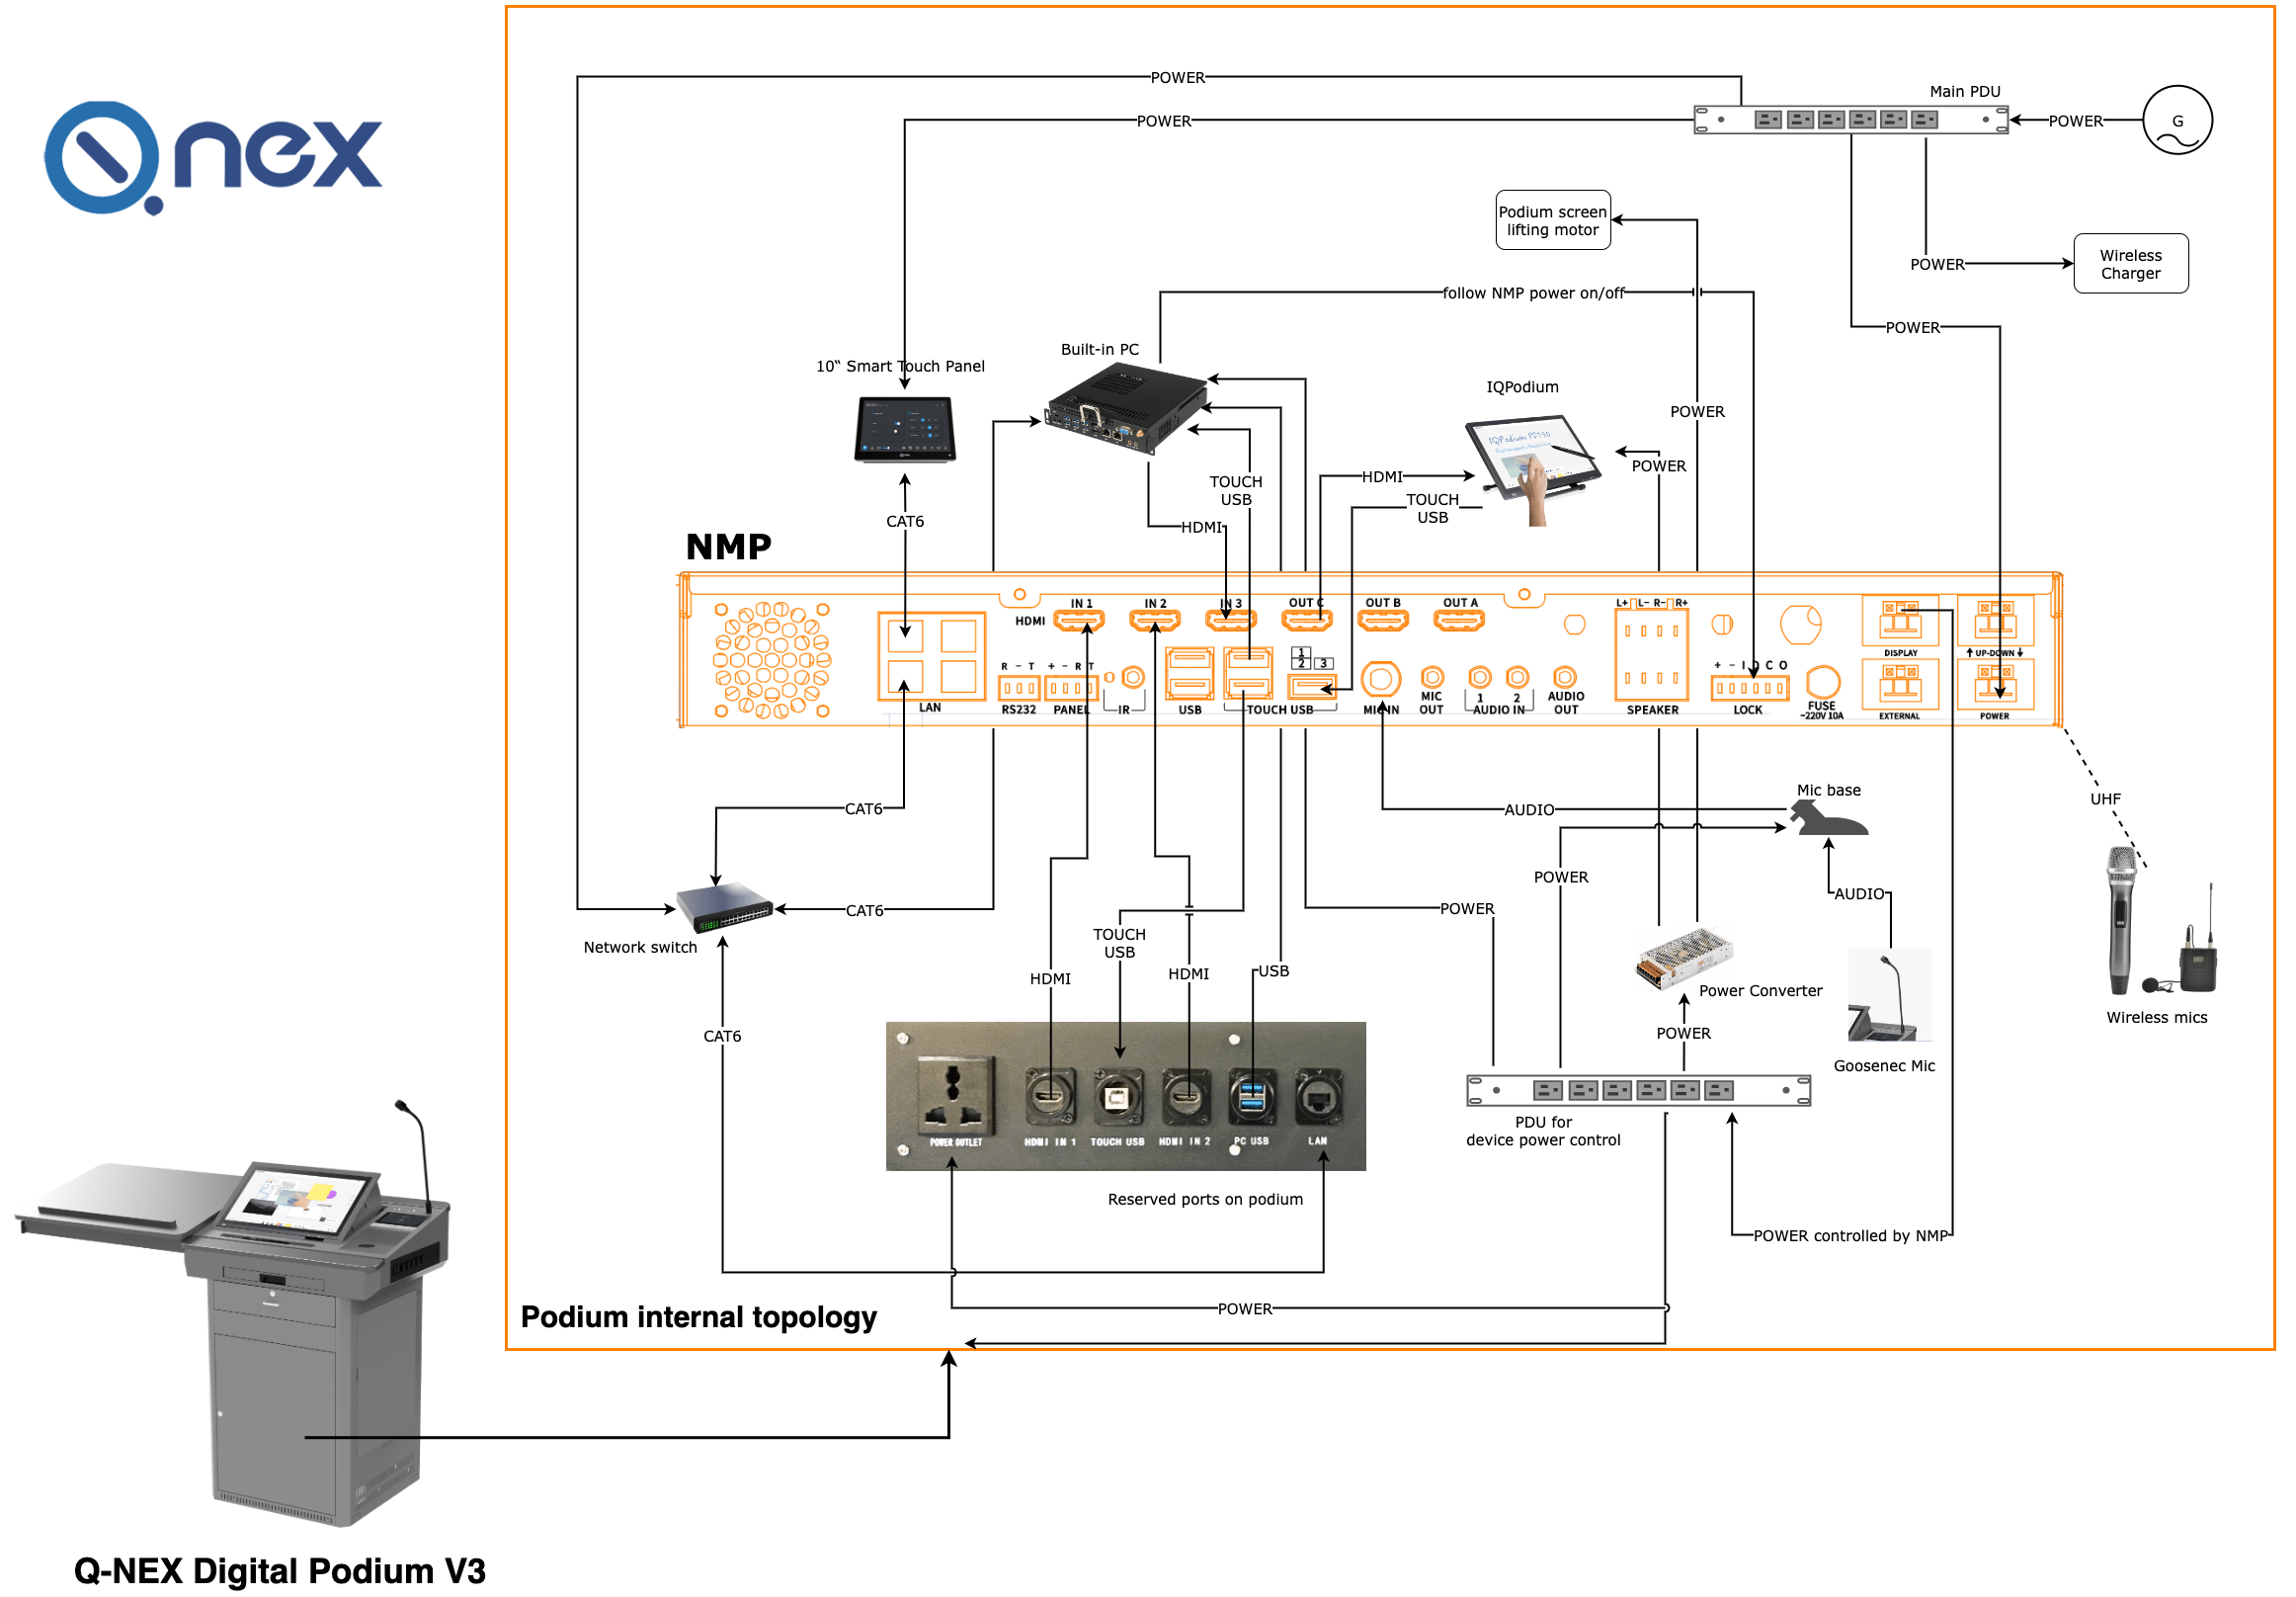 Qnex
POWER
Main PDU
POWER
POWER
G
Podium screen
lifting motor
Wireless
Charger
POWER
follow NMP power on/off
POWER
Built-in PC
10“ Smart Touch Panel
IQPodium
POWER
IQPodium PD156
POWER
HDMI
TOUCH
USB
TOUCH
USB
CAT6
HDMI
NMP
HDMI
IN 1
IN 2
IN 3
OUT C
OUT B
OUT A
L+ L- R- R+
DISPLAY
↑ UP-DOWN ↓
1
2
3
R - T
+ - R T
+ - I O C O
LAN
RS232
PANEL
IR
USB
TOUCH USB
MIC IN
MIC
OUT
1
2
AUDIO IN
AUDIO
OUT
SPEAKER
LOCK
FUSE
~220V 10A
EXTERNAL
POWER
Mic base
UHF
CAT6
AUDIO
POWER
AUDIO
CAT6
POWER
Network switch
TOUCH
USB
HDMI
HDMI
USB
Power Converter
Wireless mics
CAT6
POWER
Goosenec Mic
POWER OUTLET
HDMI IN 1
TOUCH USB
HDMI IN 2
PC USB
LAN
PDU for
device power control
Reserved ports on podium
POWER controlled by NMP
POWER
Podium internal topology
Q-NEX Digital Podium V3